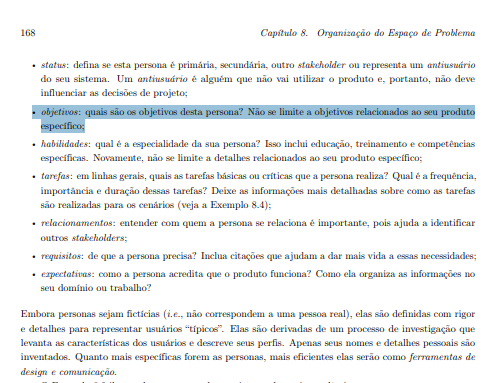 168 Capítulo 8. Organização do Espaço de Problema
• status: defina se esta persona é primária, secundária, outro stakeholder ou representa um antiusuário
do seu sistema. Um antiusuário é alguém que não vai utilizar o produto e, portanto, não deve
influenciar as decisões de projeto;
• objetivos: quais são os objetivos desta persona? Não se limite a objetivos relacionados ao seu produto
específico;
• habilidades: qual é a especialidade da sua persona? Isso inclui educação, treinamento e competências
específicas. Novamente, não se limite a detalhes relacionados ao seu produto específico;
• tarefas: em linhas gerais, quais as tarefas básicas ou críticas que a persona realiza? Qual é a frequência,
importância e duração dessas tarefas? Deixe as informações mais detalhadas sobre como as tarefas
são realizadas para os cenários (veja a Exemplo 8.4);
• relacionamentos: entender com quem a persona se relaciona é importante, pois ajuda a identificar
outros stakeholders;
• requisitos: de que a persona precisa? Inclua citações que ajudam a dar mais vida a essas necessidades;
• expectativas: como a persona acredita que o produto funciona? Como ela organiza as informações no
seu domínio ou trabalho?
Embora personas sejam fictícias (i.e., não correspondem a uma pessoa real), elas são definidas com rigor
e detalhes para representar usuários “típicos”. Elas são derivadas de um processo de investigação que
levanta as características dos usuários e descreve seus perfis. Apenas seus nomes e detalhes pessoais são
inventados. Quanto mais específicas forem as personas, mais eficientes elas serão como ferramentas de
design e comunicação.